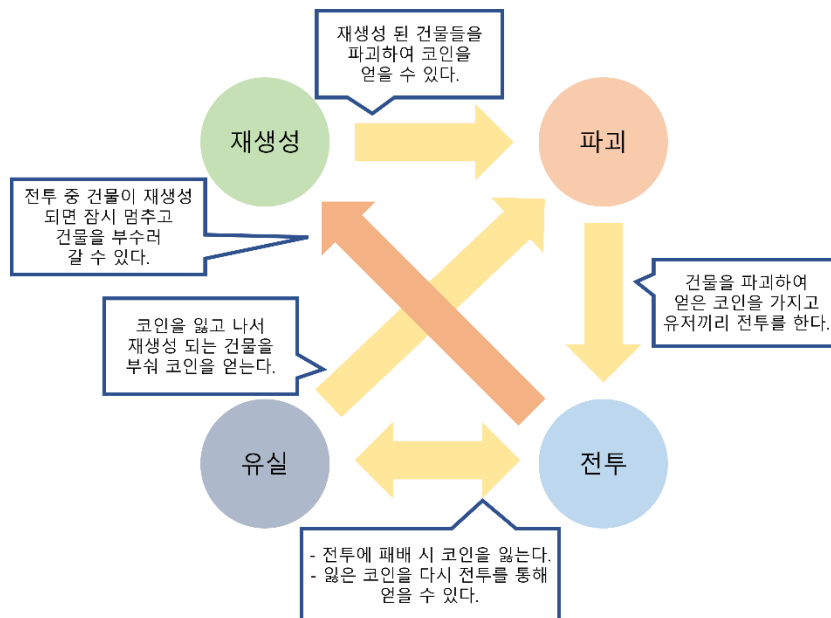 재생성 된 건물들을
파괴하여 코인을
얻을 수 있다.
재생성
파괴
전투 중 건물이 재생성
되면 잠시 멈추고
건물을 부수러
갈 수 있다.
건물을 파괴하여
얻은 코인을 가지고
유저끼리 전투를 한다.
코인을 잃고 나서
재생성 되는 건물을
부숴 코인을 얻는다.
유실
전투
- 전투에 패배 시 코인을 잃는다.
- 잃은 코인을 다시 전투를 통해
얻을 수 있다.